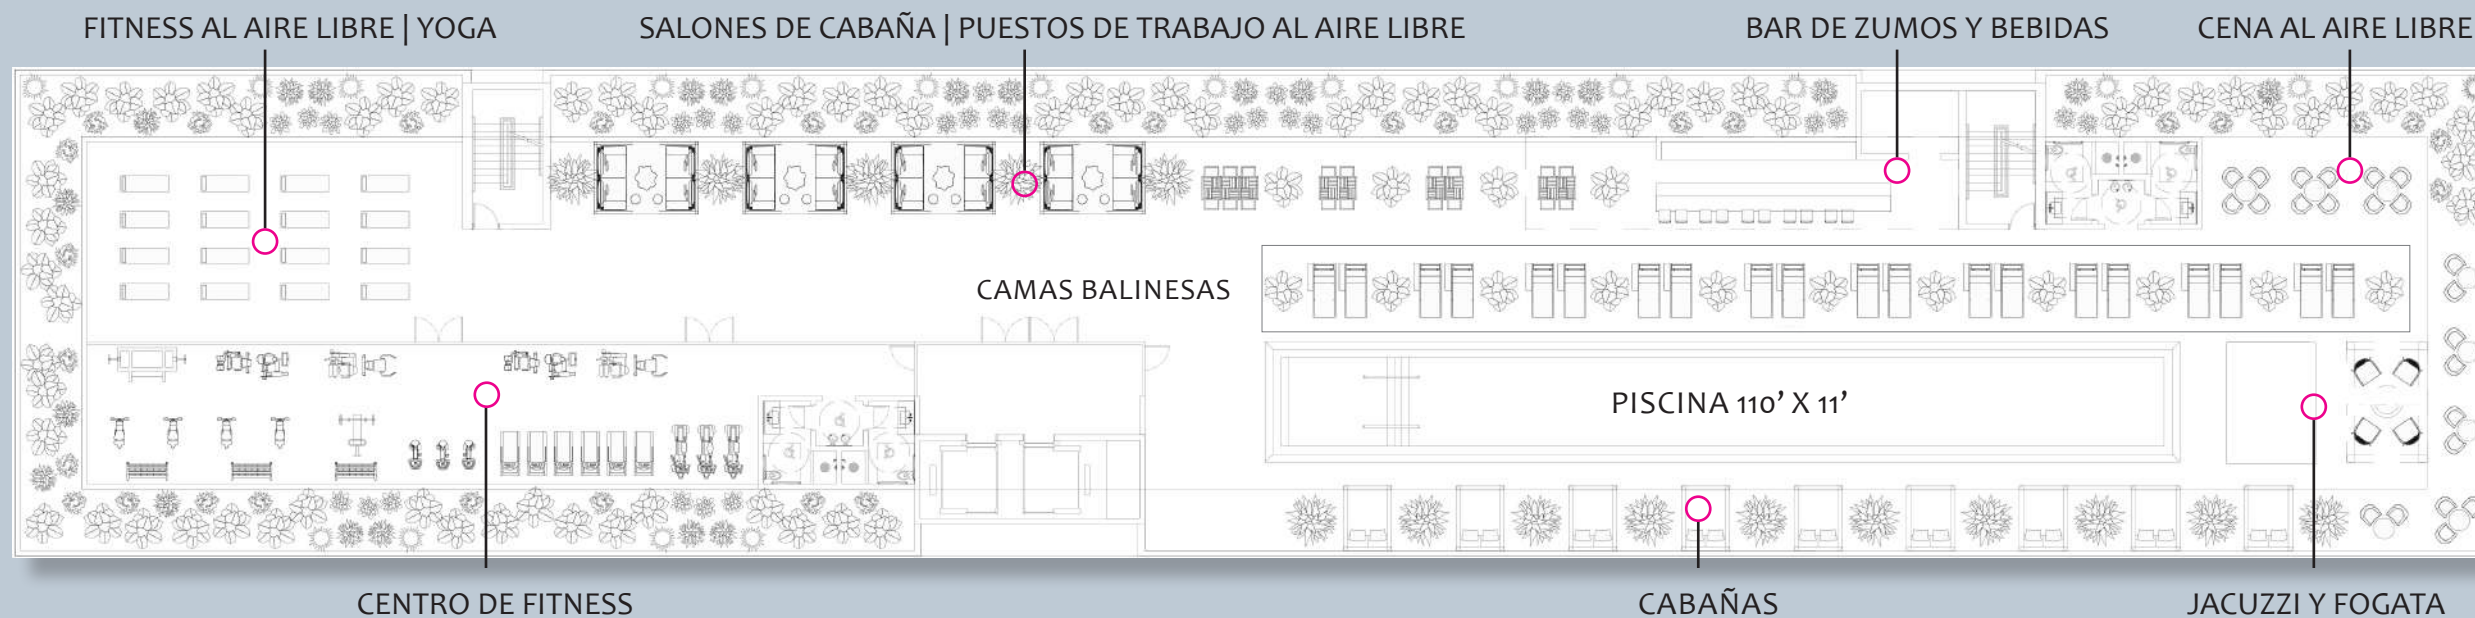 FITNESS AL AIRE LIBRE | YOGA
SALONES DE CABAÑA | PUESTOS DE TRABAJO AL AIRE LIBRE
BAR DE ZUMOS Y BEBIDAS
CENA AL AIRE LIBRE
CAMAS BALINESAS
PISCINA 110’ X 11’
CENTRO DE FITNESS
CABAÑAS
JACUZZI Y FOGATA